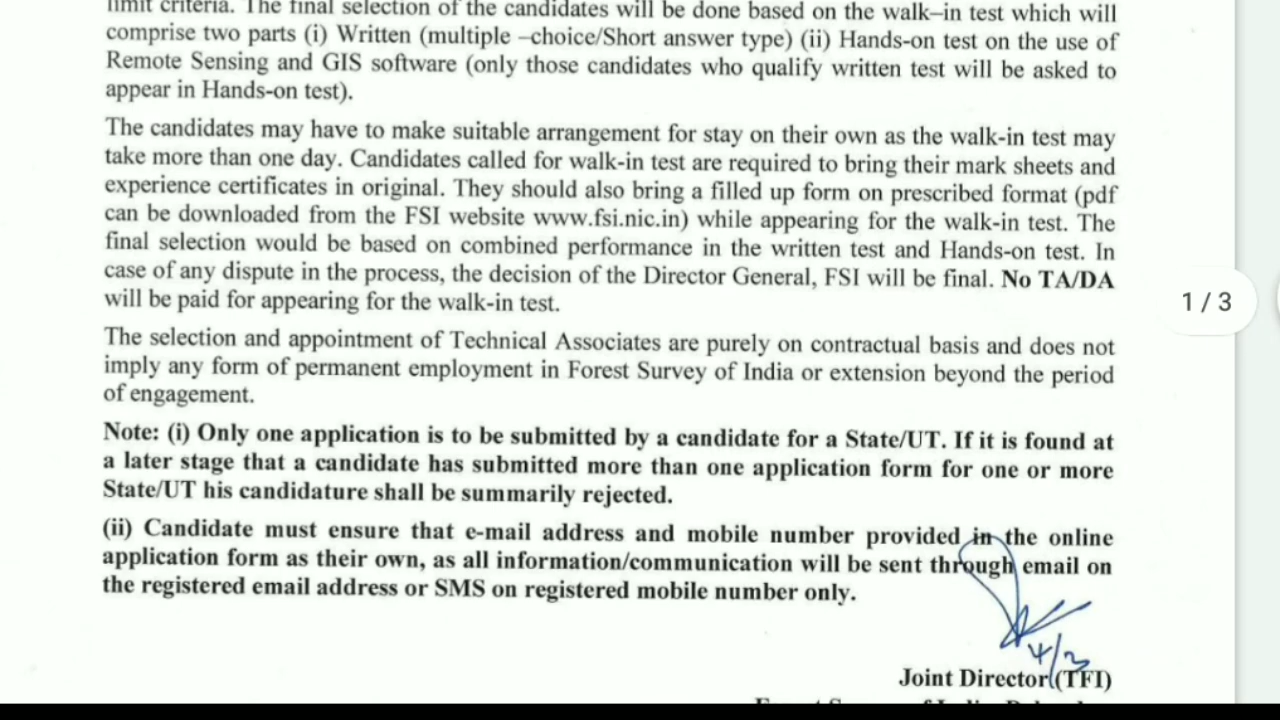 limit criteria. The final selection of the candidates will be done based on the walk–in test which will
comprise two parts (i) Written (multiple –choice/Short answer type) (ii) Hands-on test on the use of
Remote Sensing and GIS software (only those candidates who qualify written test will be asked to
appear in Hands-on test).
The candidates may have to make suitable arrangement for stay on their own as the walk-in test may
take more than one day. Candidates called for walk-in test are required to bring their mark sheets and
experience certificates in original. They should also bring a filled up form on prescribed format (pdf
can be downloaded from the FSI website www.fsi.nic.in) while appearing for the walk-in test. The
final selection would be based on combined performance in the written test and Hands-on test. In
case of any dispute in the process, the decision of the Director General, FSI will be final. No TA/DA
will be paid for appearing for the walk-in test.
1 / 3
The selection and appointment of Technical Associates are purely on contractual basis and does not
imply any form of permanent employment in Forest Survey of India or extension beyond the period
of engagement.
Note: (i) Only one application is to be submitted by a candidate for a State/UT. If it is found at
a later stage that a candidate has submitted more than one application form for one or more
State/UT his candidature shall be summarily rejected.
(ii) Candidate must ensure that e-mail address and mobile number provided in the online
application form as their own, as all information/communication will be sent through email on
the registered email address or SMS on registered mobile number only.
4/3
Joint Director (TFI)